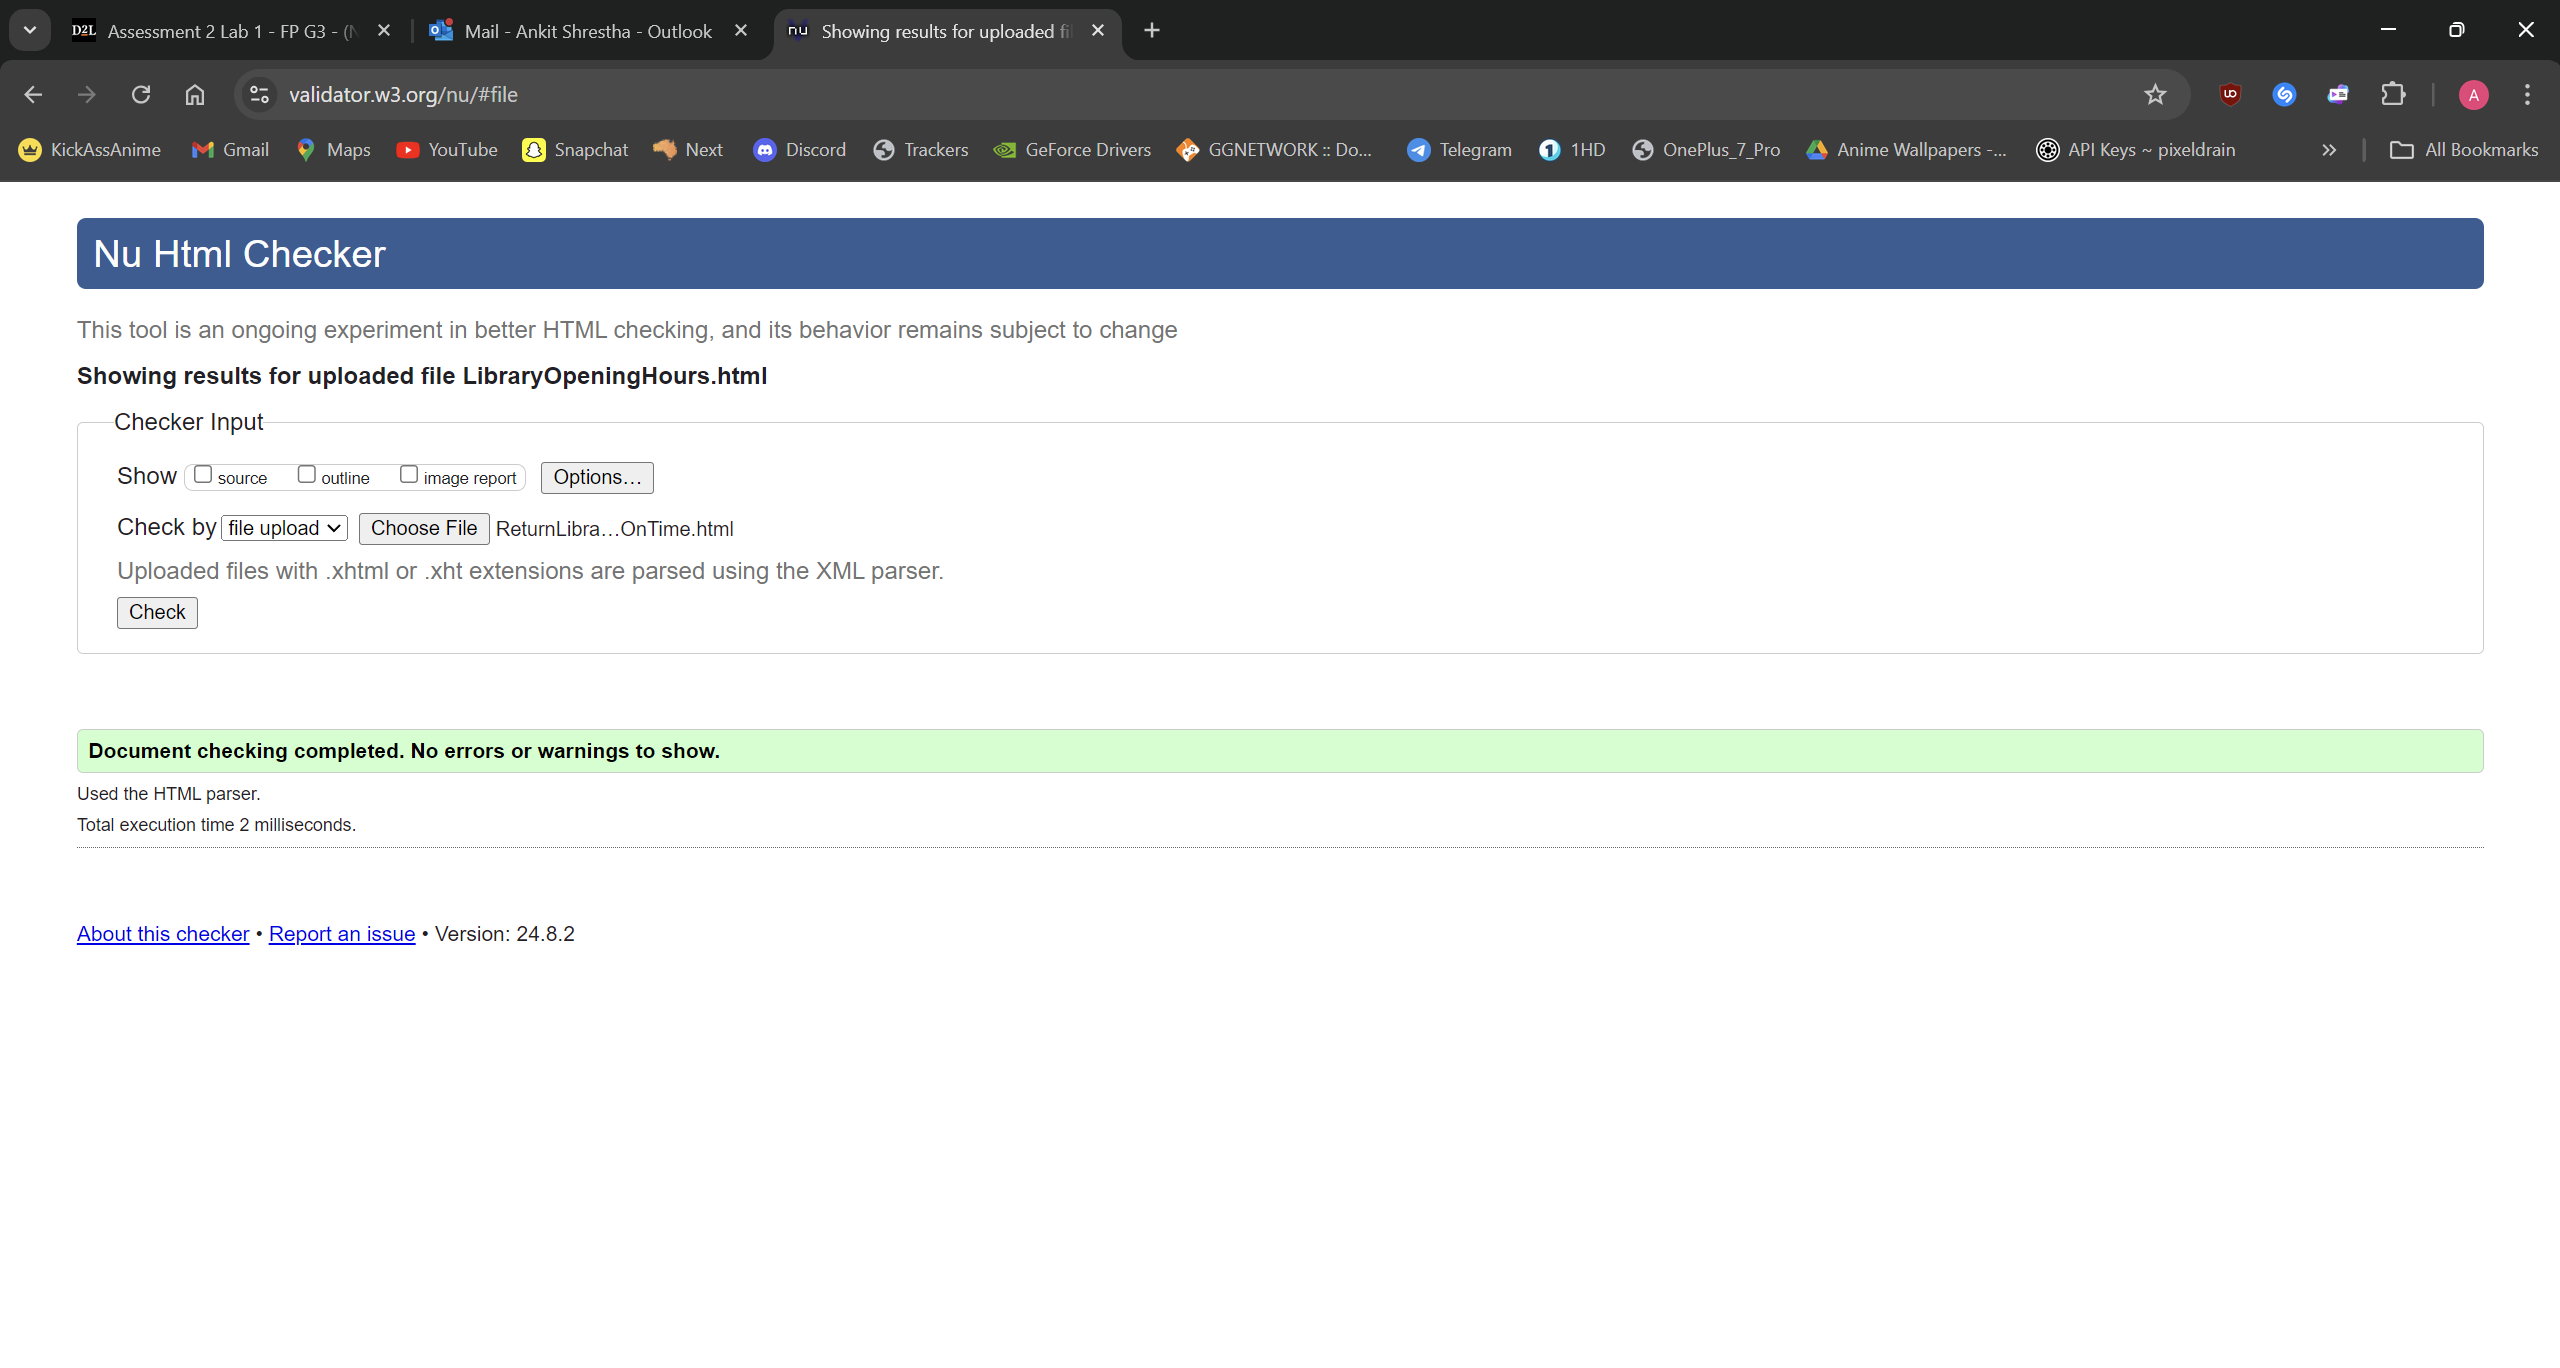 D2L Assessment 2 Lab 1 - FP G3 - (
Mail - Ankit Shrestha - Outlook
nu Showing results for uploaded fi
validator.w3.org/nu/#file
A
KickAssAnime
Gmail
Maps
YouTube
Snapchat
Next
Discord
Trackers
GeForce Drivers
GGNETWORK :: Do...
Telegram
1HD
OnePlus_7_Pro
Anime Wallpapers -...
API Keys ~ pixeldrain
»
All Bookmarks
Nu Html Checker
This tool is an ongoing experiment in better HTML checking, and its behavior remains subject to change
Showing results for uploaded file LibraryOpeningHours.html
Checker Input
Show source outline image report Options...
Check by file upload Choose File ReturnLibra...OnTime.html
Uploaded files with .xhtml or .xht extensions are parsed using the XML parser.
Check
Document checking completed. No errors or warnings to show.
Used the HTML parser.
Total execution time 2 milliseconds.
About this checker • Report an issue • Version: 24.8.2